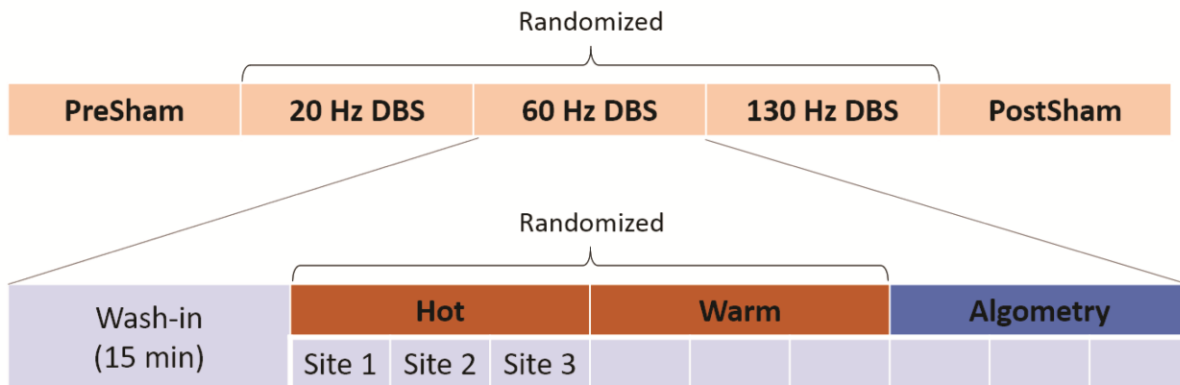 Randomized
PreSham 20 Hz DBS 60 Hz DBS 130 Hz DBS PostSham
Randomized
Wash-in
(15 min)
Hot Warm Algometry
Site 1 Site 2 Site 3